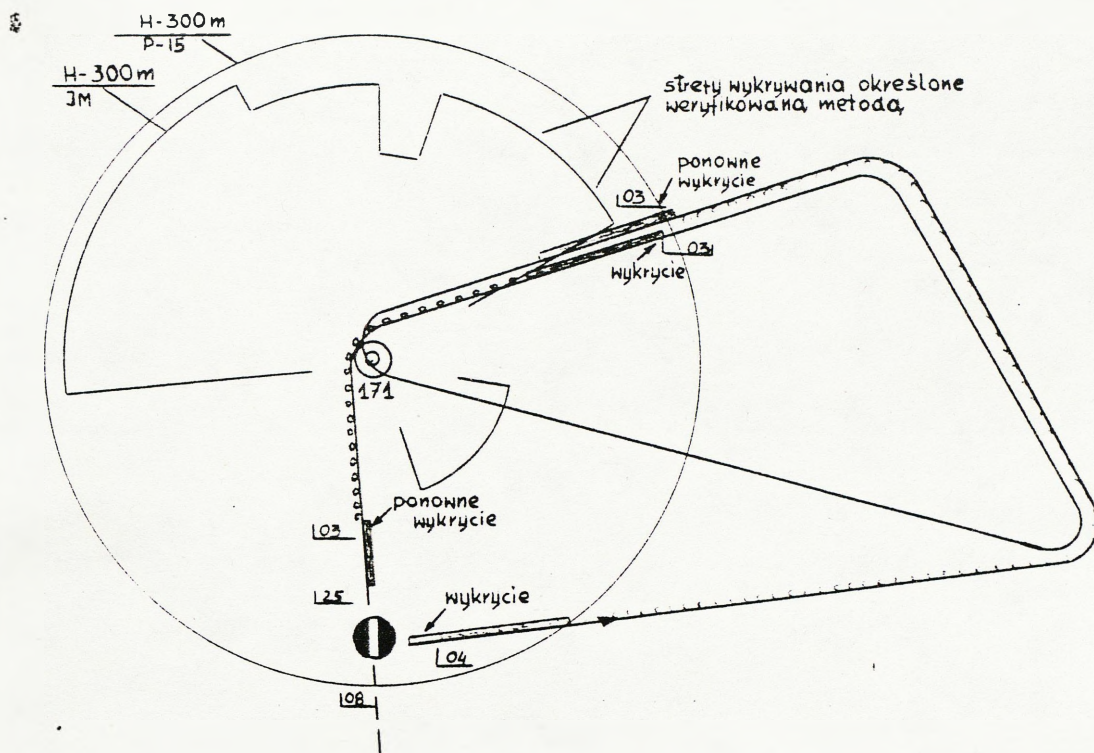 H-300m
P-15
H-300m
JM
strefy wykrywania określone
weryfikowaną metodą
ponowne
wykrycie
03
03
wykrycie
171
ponowne
wykrycie
03
25
wykrycie
04
08